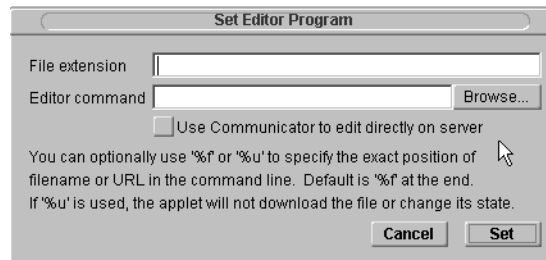 Set Editor Program
File extension
Editor command
Browse...
Use Communicator to edit directly on server
You can optionally use '%f' or '%u' to specify the exact position of
filename or URL in the command line. Default is '%f' at the end.
If '%u' is used, the applet will not download the file or change its state.
Cancel
Set